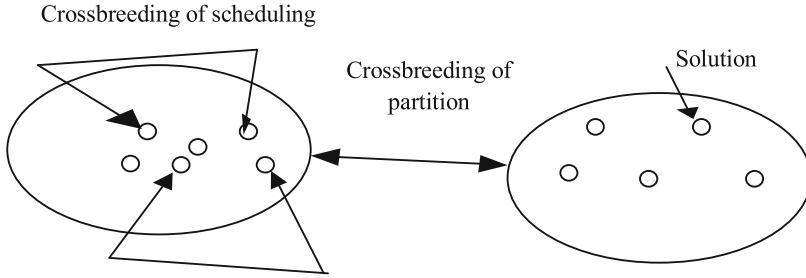 Crossbreeding of scheduling
Crossbreeding of
partition
Solution